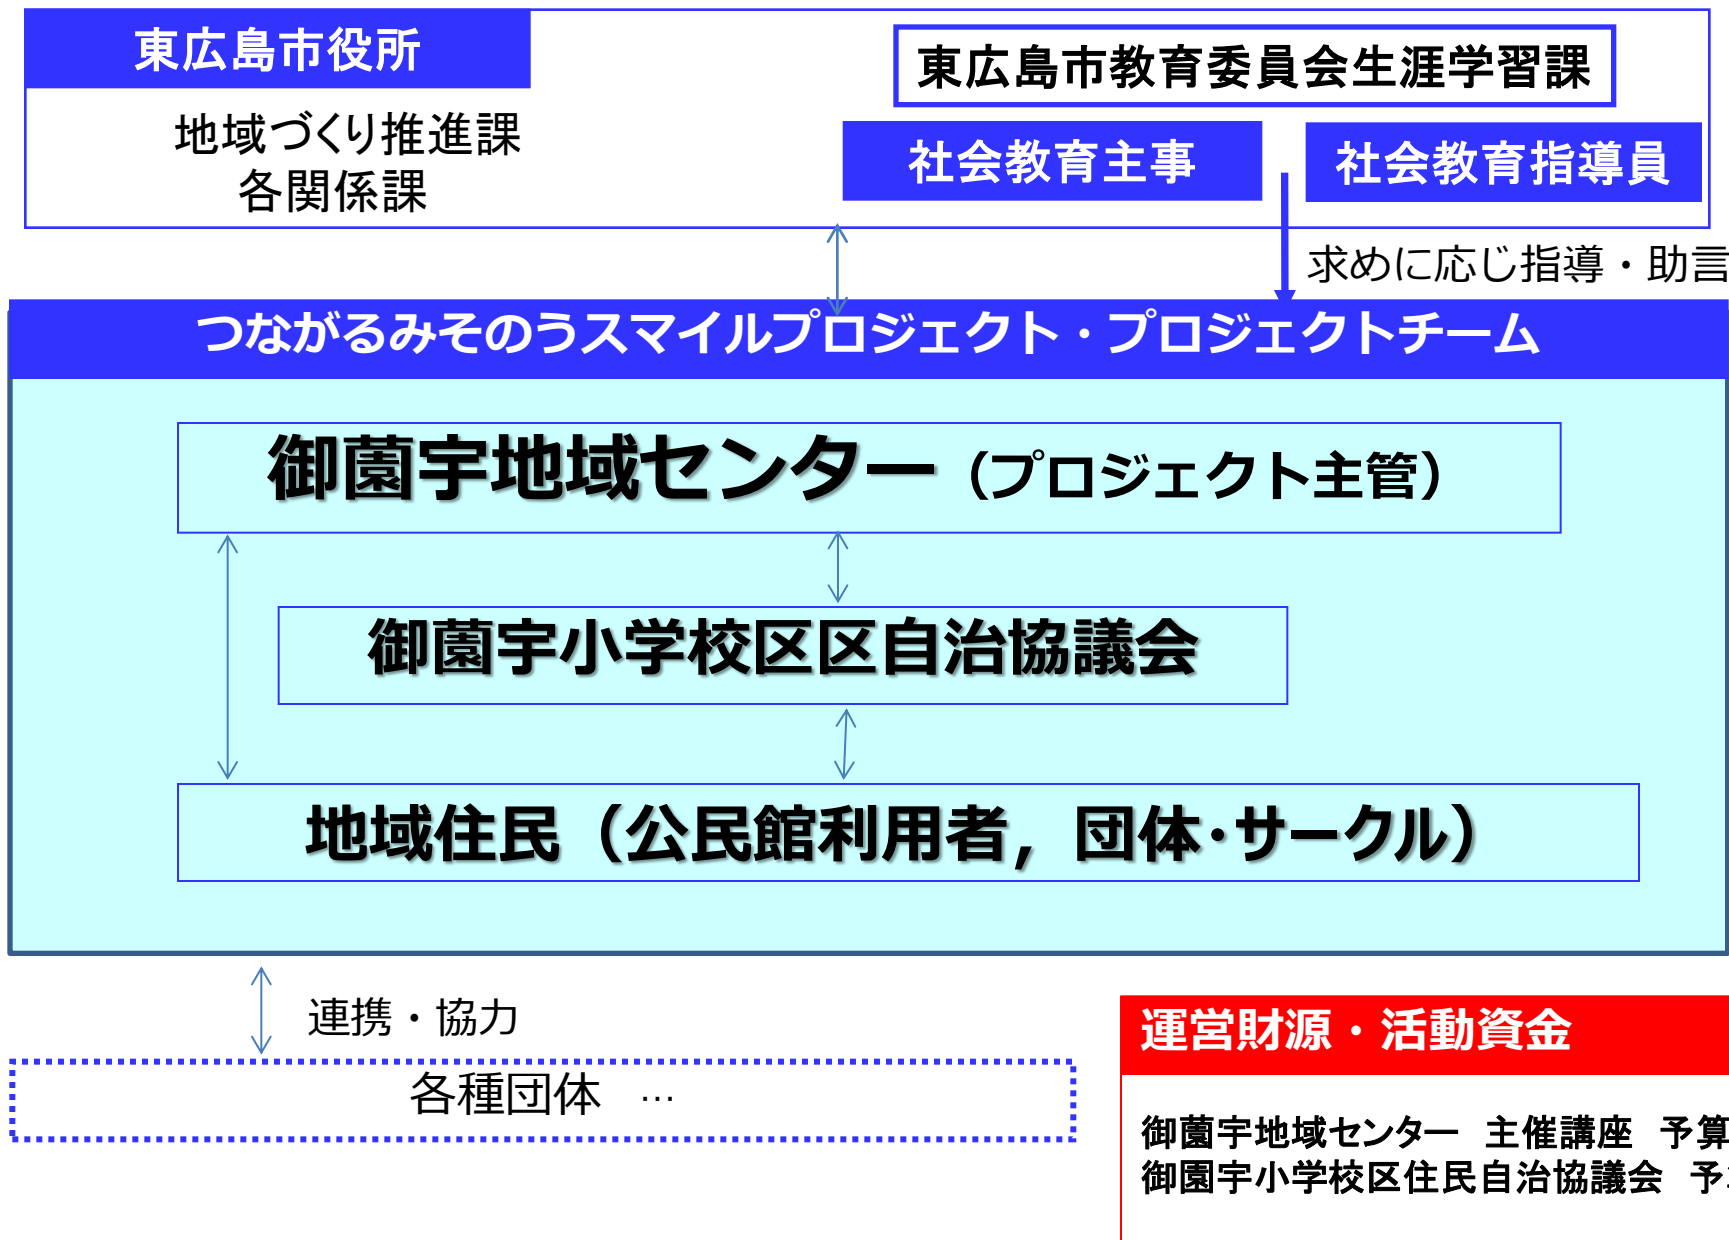 東広島市役所
地域づくり推進課
各関係課
東広島市教育委員会生涯学習課
社会教育主事
社会教育指導員
求めに応じ指導・助言
つながるみそのうスマイルプロジェクト・プロジェクトチーム
御薗宇地域センター（プロジェクト主管）
御薗宇小学校区区自治協議会
地域住民（公民館利用者，団体・サークル）
連携・協力
各種団体 …
運営財源・活動資金
御薗宇地域センター 主催講座 予算
御園宇小学校区住民自治協議会 予